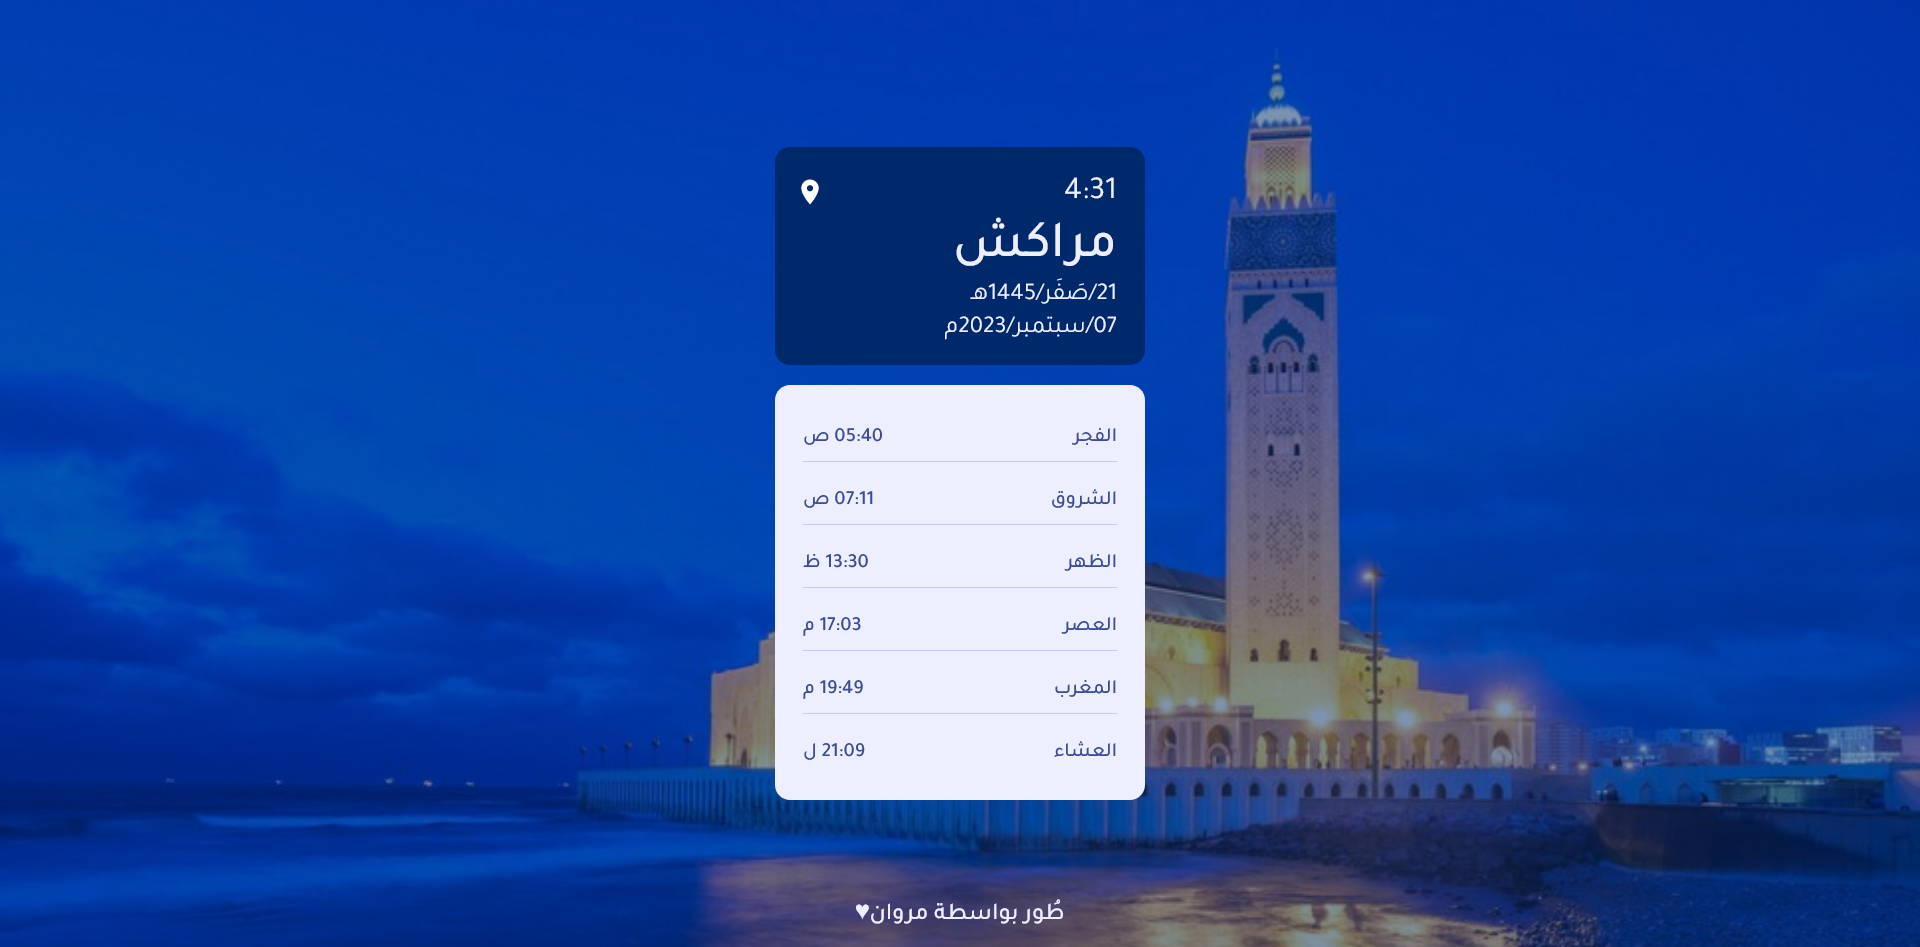 4:31
مراكش
21/صَفَر/1445هـ
07/سبتمبر/2023م
الفجر 05:40 ص
الشروق 07:11 ص
الظهر 13:30 ظ
العصر 17:03 م
المغرب 19:49 م
العشاء 21:09 ل
طُور بواسطة مروان♥